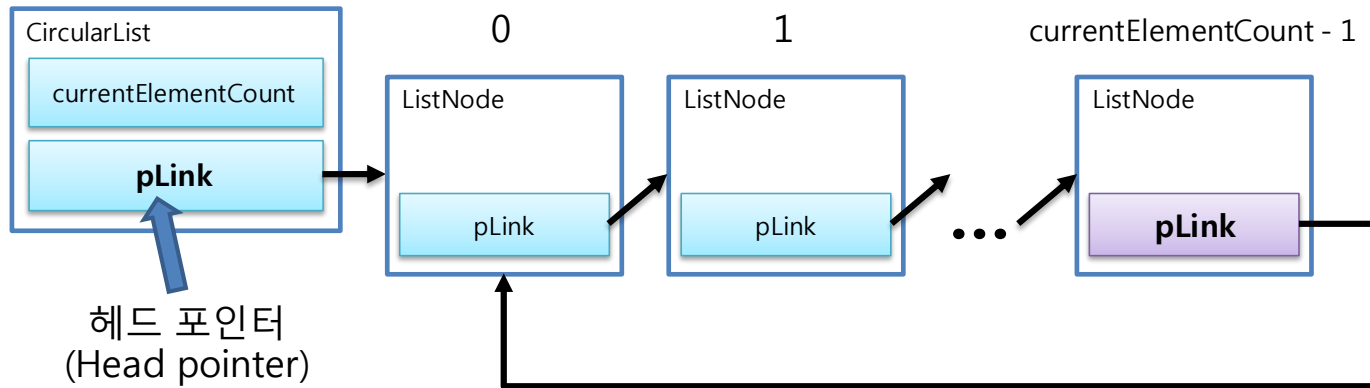 CircularList
currentElementCount
pLink
헤드 포인터
(Head pointer)
0
ListNode
pLink
1
ListNode
pLink
...
currentElementCount - 1
ListNode
pLink